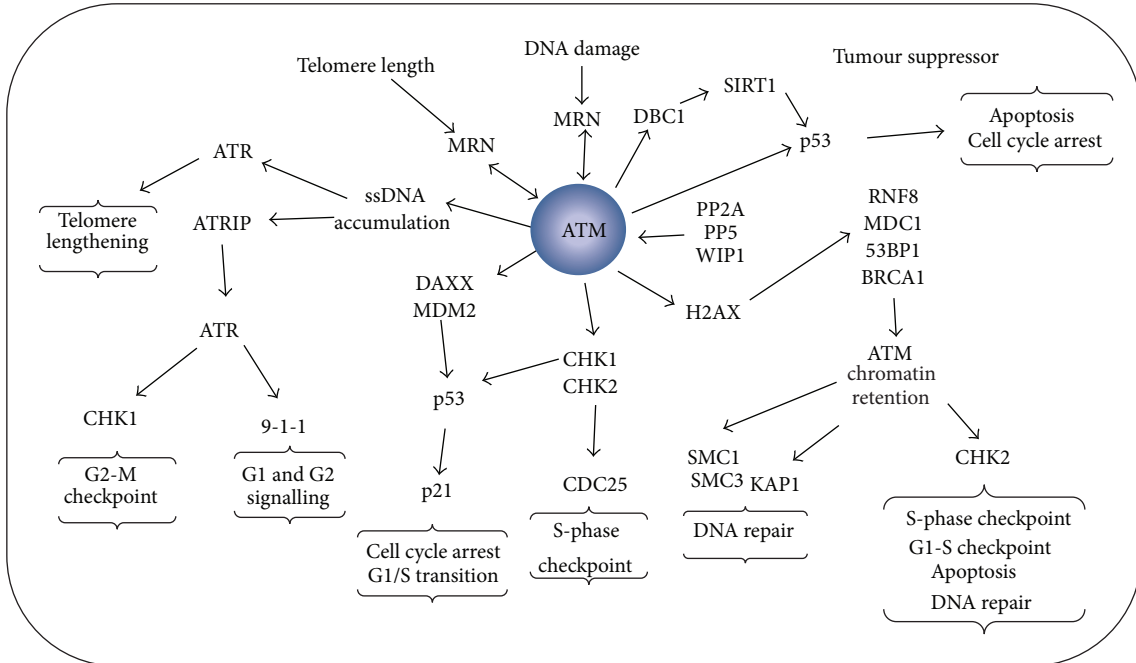 DNA damage
Telomere length
Tumour suppressor
SIRT1
MRN
DBC1
Apoptosis
Cell cycle arrest
p53
MRN
ATR
ssDNA
accumulation
RNF8
MDC1
53BP1
BRCA1
PP2A
PP5
WIP1
ATM
Telomere
lengthening
ATRIP
DAXX
MDM2
H2AX
ATR
CHK1
CHK2
ATM
chromatin
retention
p53
CHK1
9-1-1
SMC1
SMC3
KAP1
CHK2
G2-M
checkpoint
G1 and G2
signalling
p21
CDC25
Cell cycle arrest
G1/S transition
S-phase
checkpoint
DNA repair
S-phase checkpoint
G1-S checkpoint
Apoptosis
DNA repair